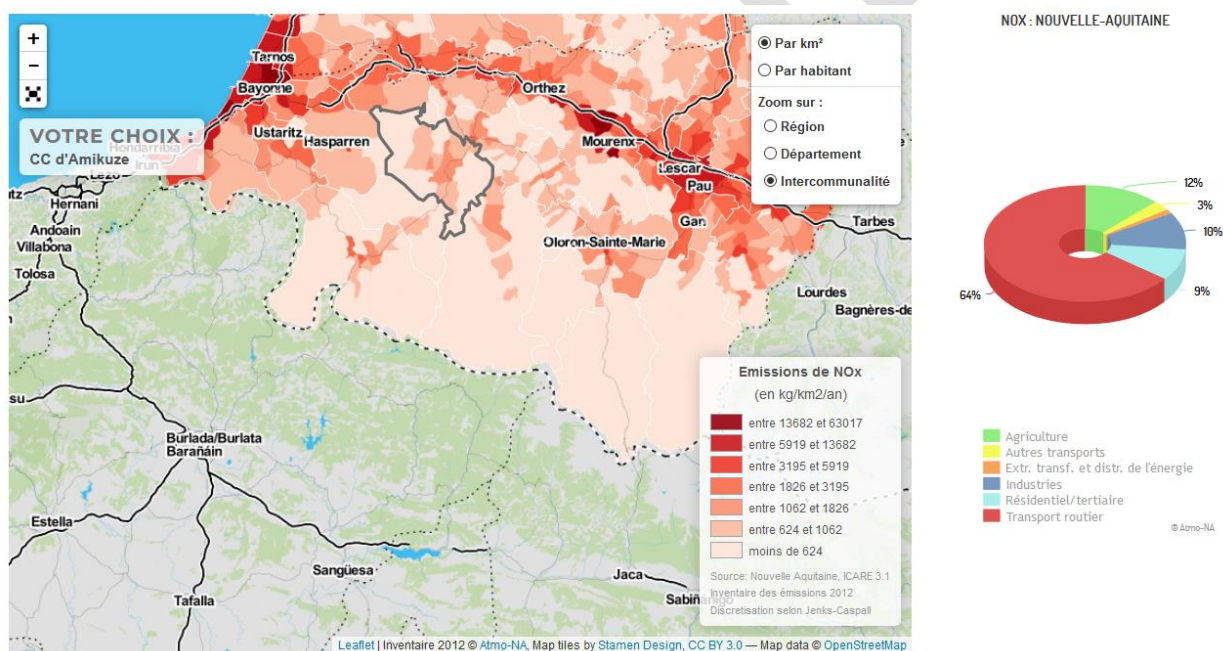 NOX : NOUVELLE-AQUITAINE
+
−
Par km²
Par habitant
Zoom sur :
Région
Département
Intercommunalité
VOTRE CHOIX :
CC d'Amikuze
Tarnos
Bayonne
Orthez
Ustaritz
Hasparren
Mourenx
Hondarribia
Irun
Lezo
Lescar
Pau
Hernani
Gan
Tarbes
Andoain
Villabona
Oloron-Sainte-Marie
Tolosa
Lourdes
Bagnères-de
Burlada/Burlata
Barañáin
Estella
Sangüesa
Jaca
Tafalla
Sabiñánigo
Emissions de NOx
(en kg/km2/an)
entre 13682 et 63017
entre 5919 et 13682
entre 3195 et 5919
entre 1826 et 3195
entre 1062 et 1826
entre 624 et 1062
moins de 624
Source: Nouvelle Aquitaine, ICARE 3.1
Inventaire des émissions 2012
Discretisation selon Jenks-Caspall
Leaflet | Inventaire 2012 © Atmo-NA, Map tiles by Stamen Design, CC BY 3.0 — Map data © OpenStreetMap
12%
3%
10%
9%
64%
Agriculture
Autres transports
Extr. transf. et distr. de l'énergie
Industries
Résidentiel/tertiaire
Transport routier
© Atmo-NA